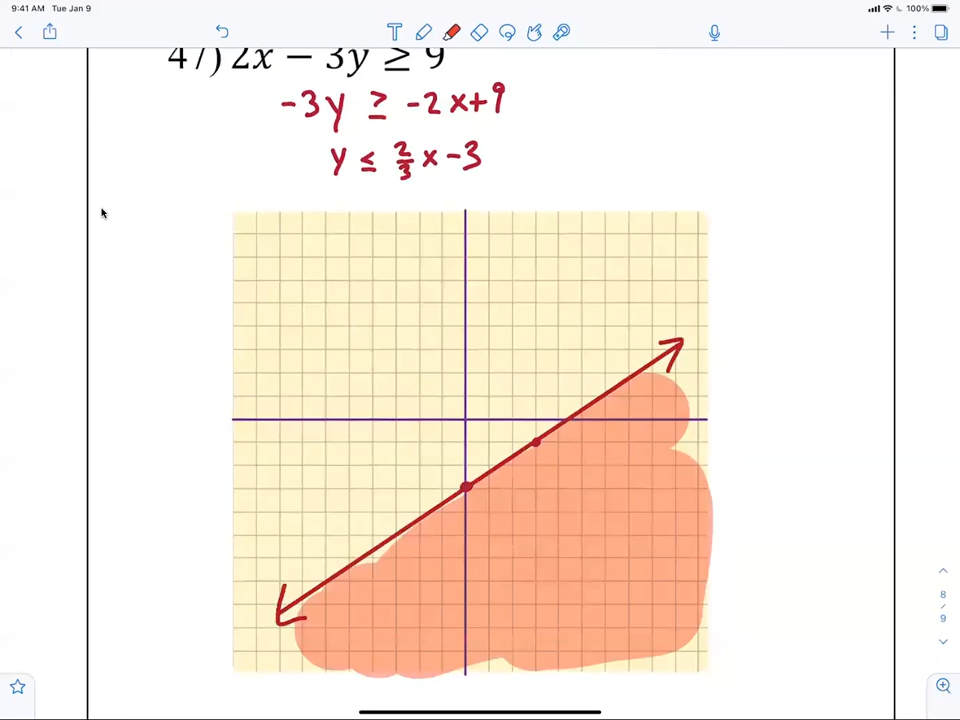 9:41 AM Tue Jan 9
100%
T
47) 2x − 3y ≥ 9
-3y ≥ -2x+9
y ≤ 2/3 x -3
8
/
9